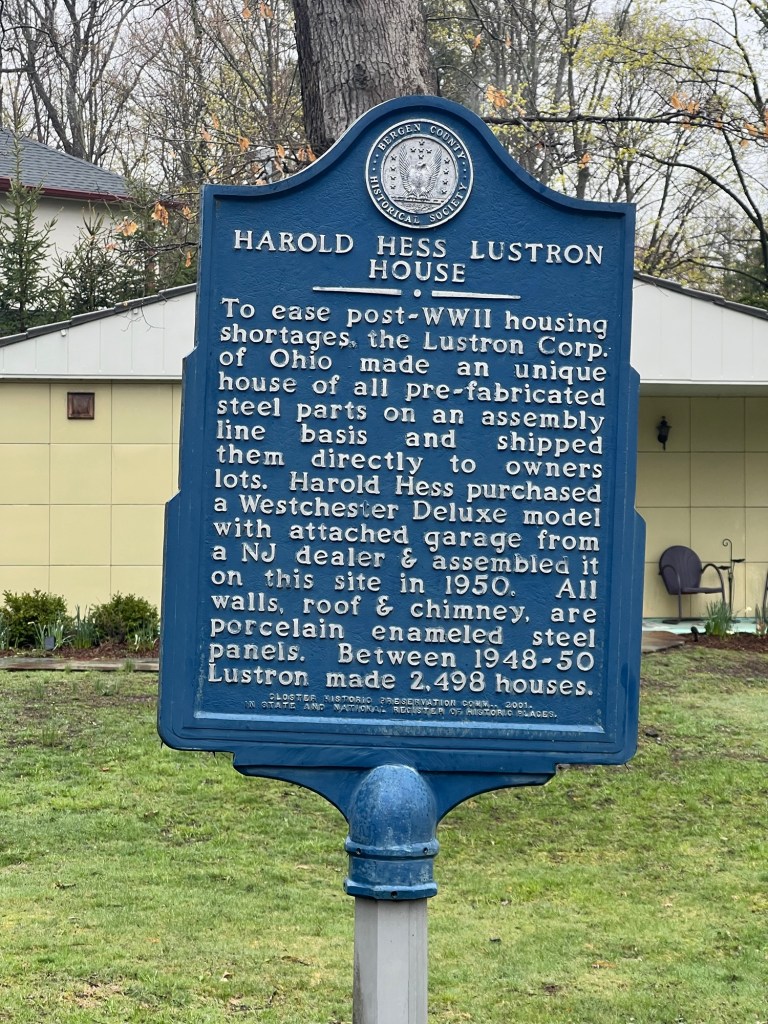 BERGEN COUNTY
HISTORICAL SOCIETY
HAROLD HESS LUSTRON
HOUSE
To ease post-WWII housing
shortages, the Lustron Corp.
of Ohio made an unique
house of all pre-fabricated
steel parts on an assembly
line basis and shipped
them directly to owners
lots. Harold Hess purchased
a Westchester Deluxe model
with attached garage from
a NJ dealer & assembled it
on this site in 1950. All
walls, roof & chimney, are
porcelain enameled steel
panels. Between 1948-50
Lustron made 2,498 houses.
CLOSTER HISTORIC PRESERVATION COMM., 2001.
IN STATE AND NATIONAL REGISTER OF HISTORIC PLACES.